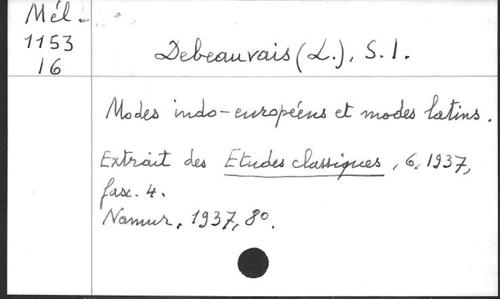 Mél.
1153
16
Debeauvais (L.), S. I.
Modes indo-européens et modes latins.
Extrait des Etudes classiques, 6, 1937,
fasc. 4.
Namur, 1937, 8º.